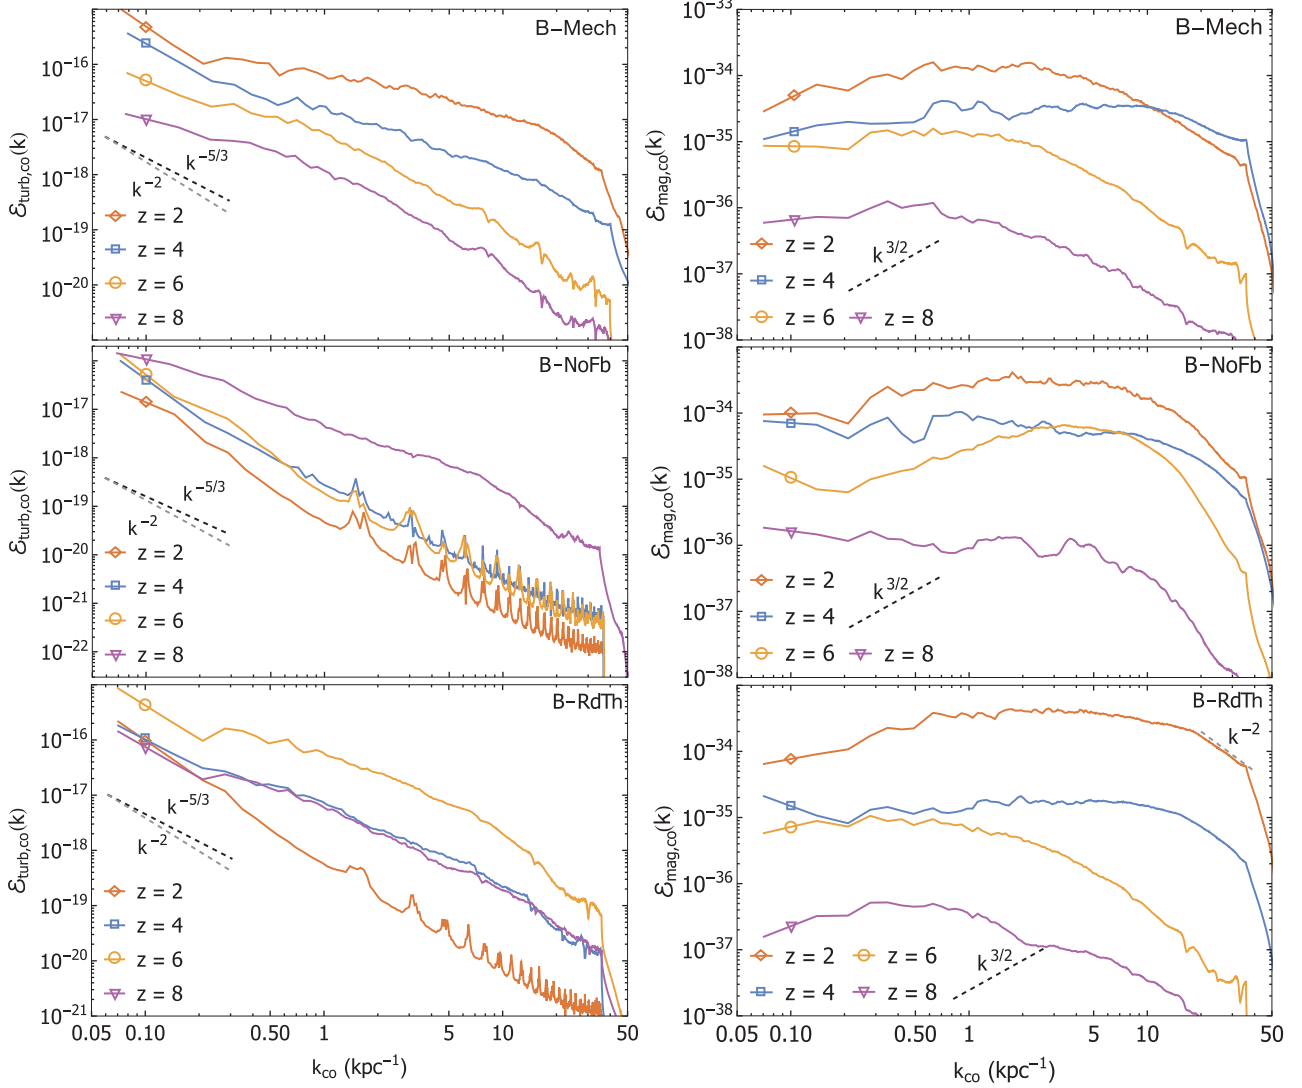 B−Mech
10⁻¹⁶
10⁻¹⁷
10⁻¹⁸
10⁻¹⁹
10⁻²⁰
ℰturb,co(k)
k⁻⁵/³
k⁻²
z = 2
z = 4
z = 6
z = 8
B−Mech
10⁻³³
10⁻³⁴
10⁻³⁵
10⁻³⁶
10⁻³⁷
10⁻³⁸
ℰmag,co(k)
k³/²
z = 2
z = 4
z = 6
z = 8
B−NoFb
10⁻¹⁷
10⁻¹⁸
10⁻¹⁹
10⁻²⁰
10⁻²¹
10⁻²²
ℰturb,co(k)
k⁻⁵/³
k⁻²
z = 2
z = 4
z = 6
z = 8
B−NoFb
10⁻³⁴
10⁻³⁵
10⁻³⁶
10⁻³⁷
10⁻³⁸
ℰmag,co(k)
k³/²
z = 2
z = 4
z = 6
z = 8
B−RdTh
10⁻¹⁶
10⁻¹⁷
10⁻¹⁸
10⁻¹⁹
10⁻²⁰
10⁻²¹
ℰturb,co(k)
k⁻⁵/³
k⁻²
z = 2
z = 4
z = 6
z = 8
0.05 0.10 0.50 1 5 10 50
kco (kpc⁻¹)
B−RdTh
10⁻³⁴
10⁻³⁵
10⁻³⁶
10⁻³⁷
10⁻³⁸
ℰmag,co(k)
k⁻²
k³/²
z = 2
z = 6
z = 4
z = 8
0.05 0.10 0.50 1 5 10 50
kco (kpc⁻¹)